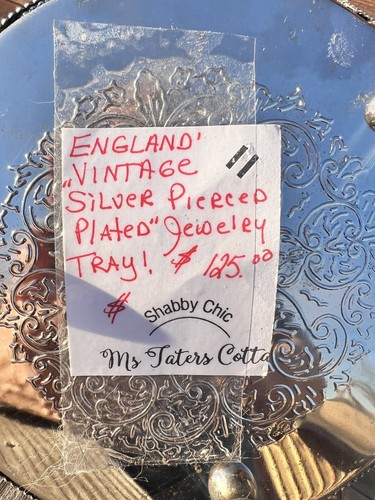 ENGLAND'
"VINTAGE
SILVER PIERCED
PLATED" Jewelry
TRAY! $ 125.00
$
Shabby Chic
Ms Taters Cotta